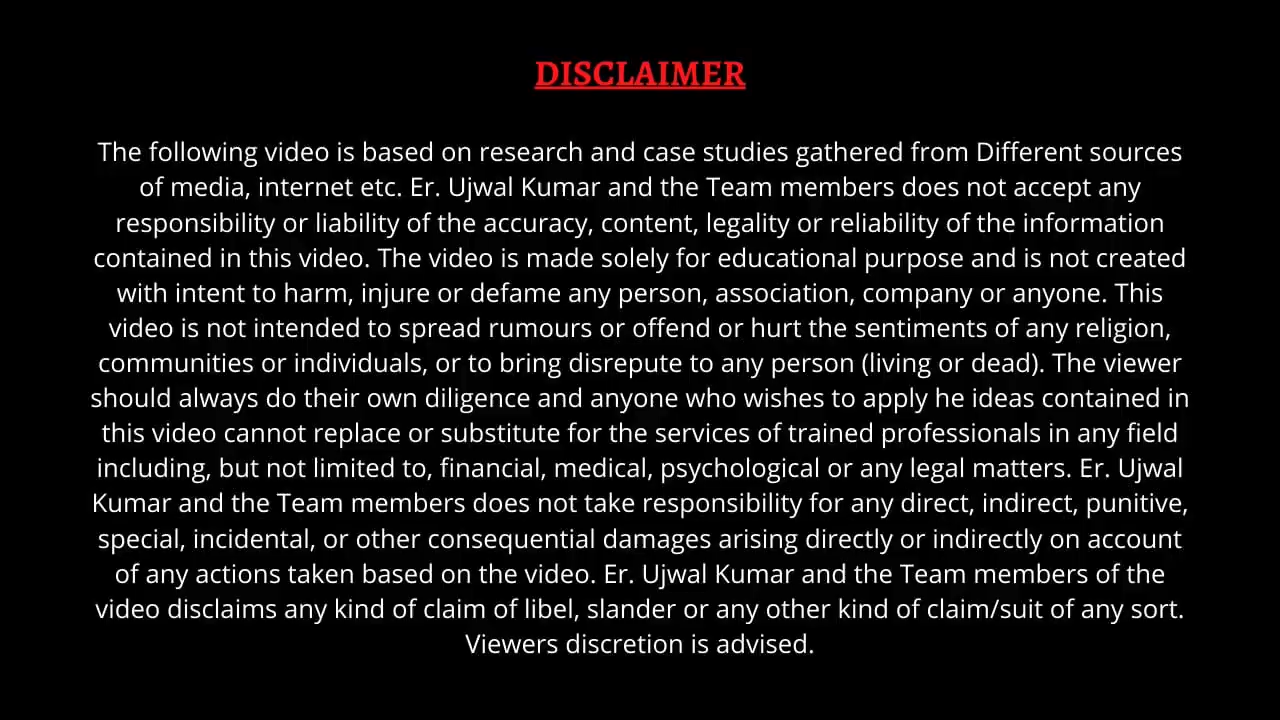 DISCLAIMER
The following video is based on research and case studies gathered from Different sources
of media, internet etc. Er. Ujwal Kumar and the Team members does not accept any
responsibility or liability of the accuracy, content, legality or reliability of the information
contained in this video. The video is made solely for educational purpose and is not created
with intent to harm, injure or defame any person, association, company or anyone. This
video is not intended to spread rumours or offend or hurt the sentiments of any religion,
communities or individuals, or to bring disrepute to any person (living or dead). The viewer
should always do their own diligence and anyone who wishes to apply he ideas contained in
this video cannot replace or substitute for the services of trained professionals in any field
including, but not limited to, financial, medical, psychological or any legal matters. Er. Ujwal
Kumar and the Team members does not take responsibility for any direct, indirect, punitive,
special, incidental, or other consequential damages arising directly or indirectly on account
of any actions taken based on the video. Er. Ujwal Kumar and the Team members of the
video disclaims any kind of claim of libel, slander or any other kind of claim/suit of any sort.
Viewers discretion is advised.